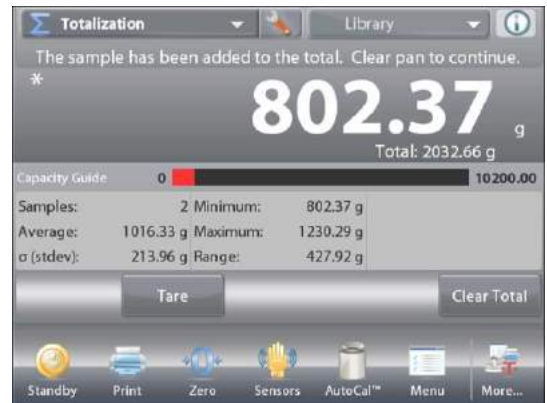 Σ Totalization Library i
The sample has been added to the total. Clear pan to continue.
* 802.37 g
Total: 2032.66 g
Capacity Guide 0 10200.00
Samples: 2 Minimum: 802.37 g
Average: 1016.33 g Maximum: 1230.29 g
σ (stdev): 213.96 g Range: 427.92 g
Tare Clear Total
Standby Print Zero Sensors AutoCal™ Menu More...